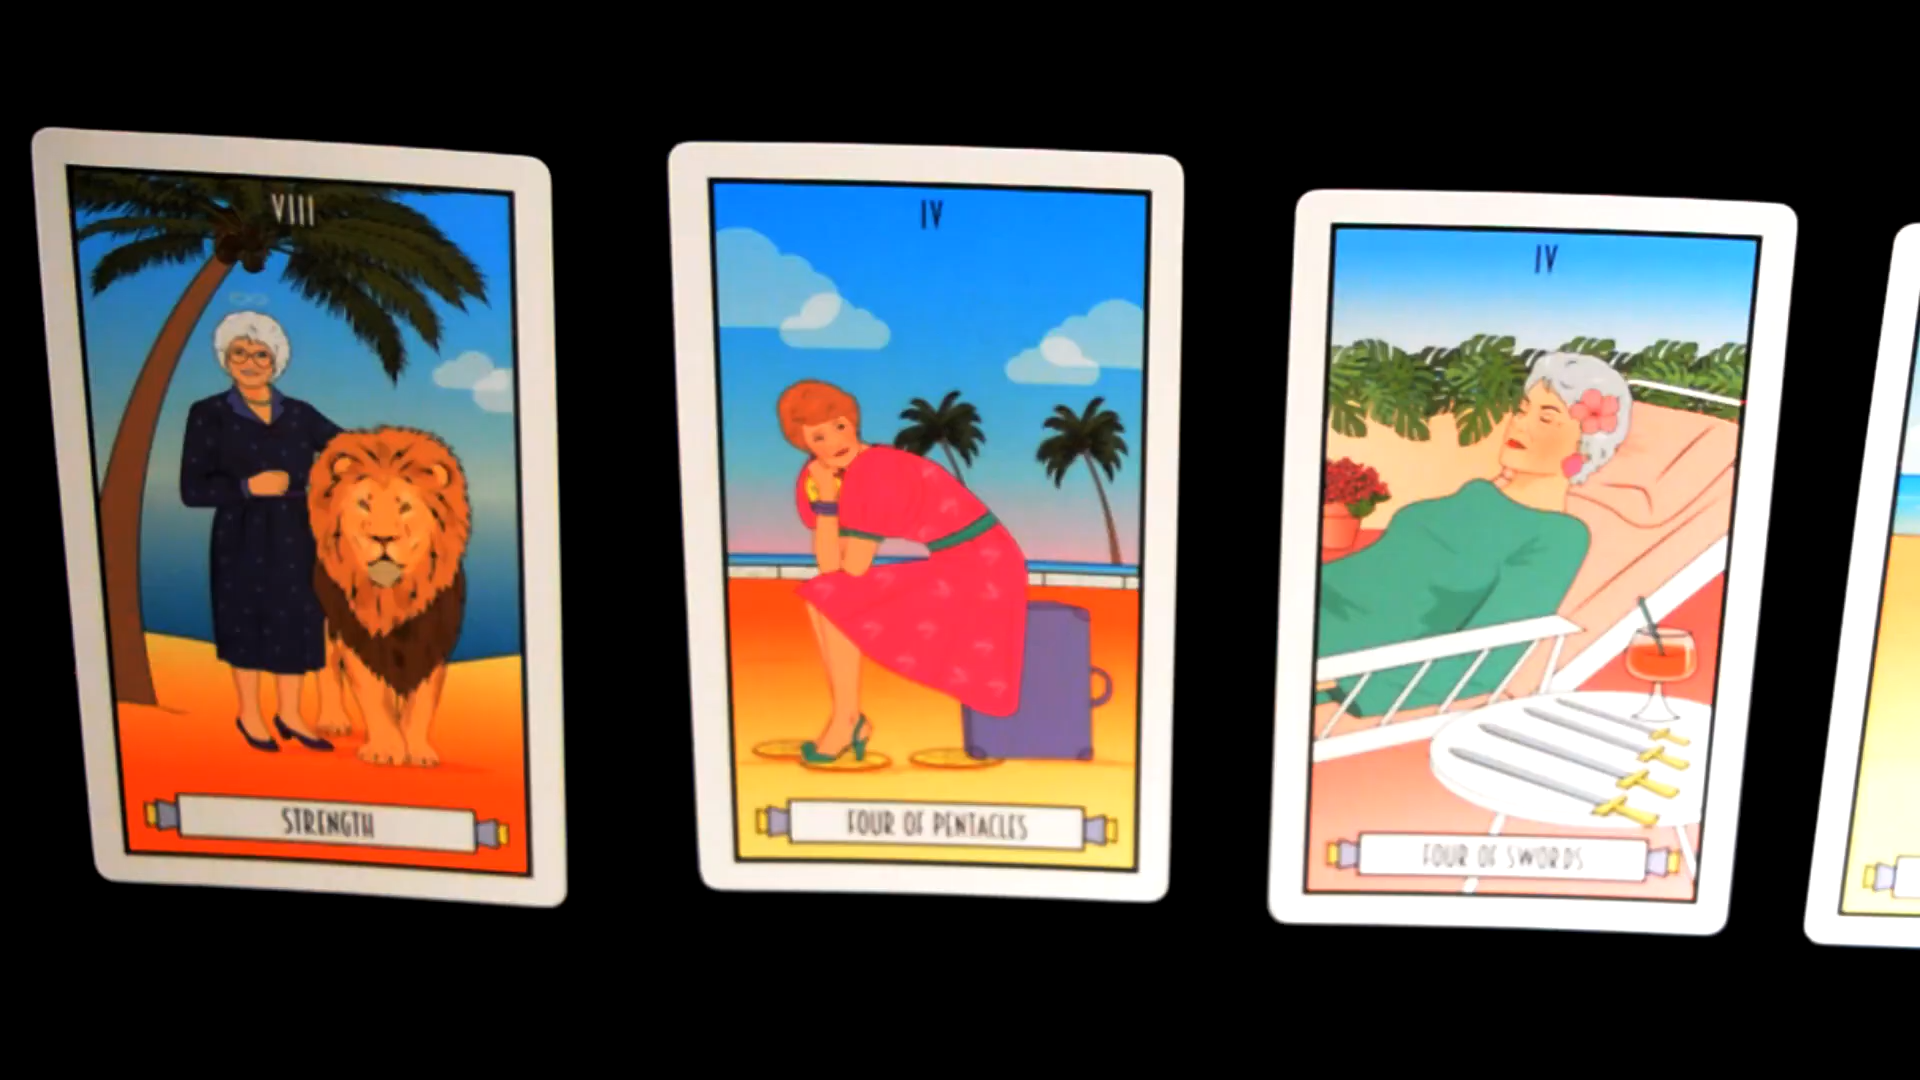 VIII
STRENGTH
IV
FOUR OF PENTACLES
IV
FOUR OF SWORDS